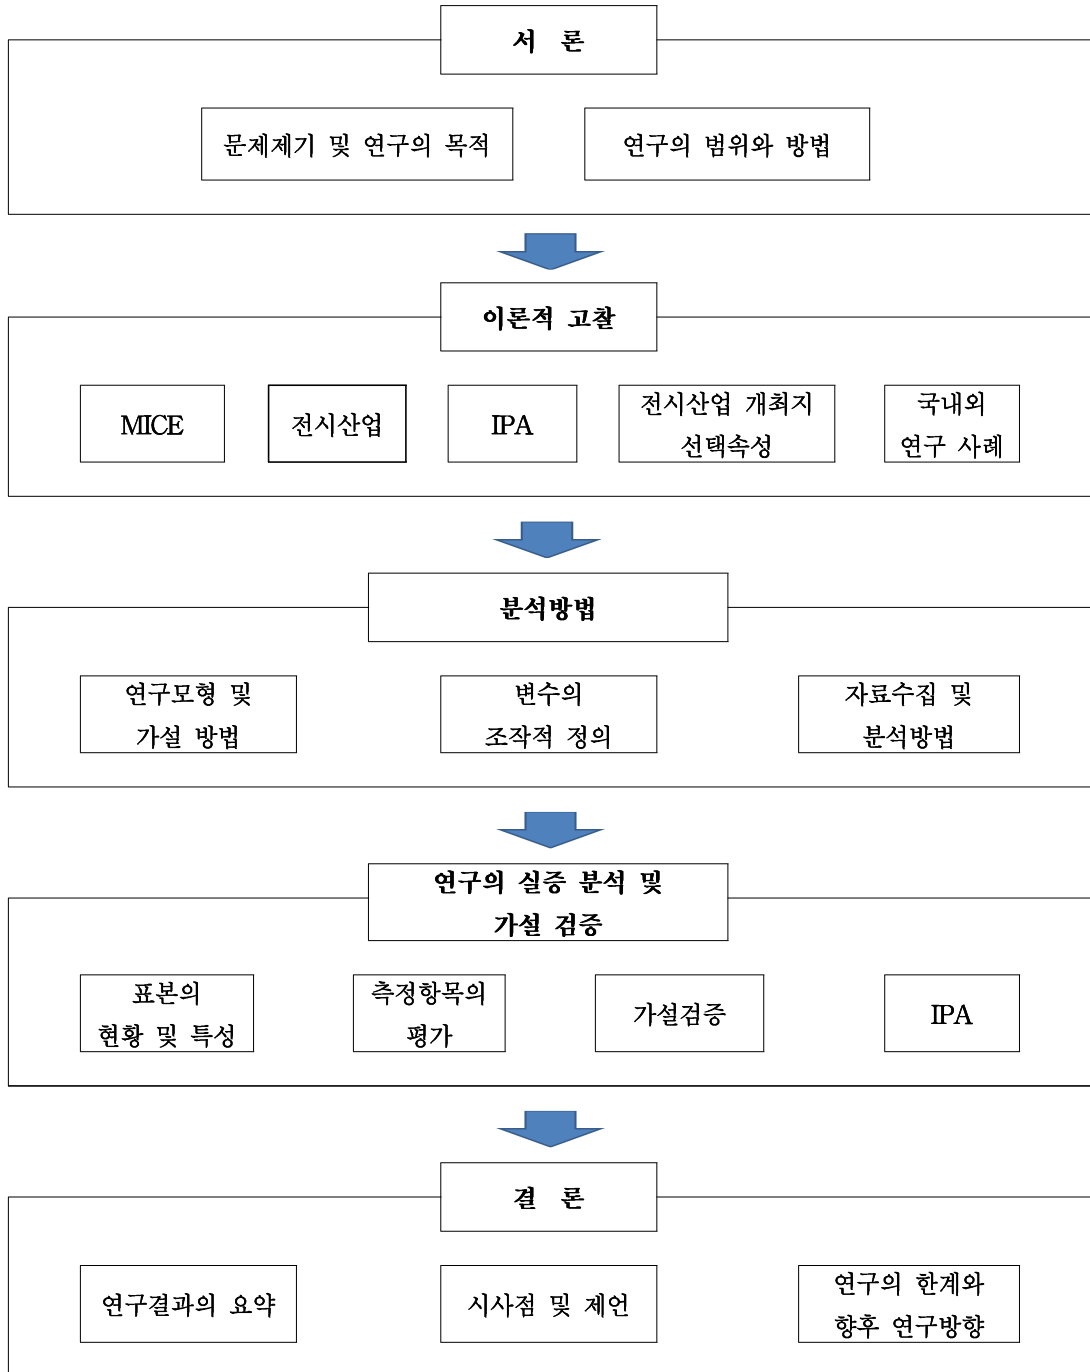 서 론
문제제기 및 연구의 목적
연구의 범위와 방법
이론적 고찰
MICE
전시산업
IPA
전시산업 개최지
선택속성
국내외
연구 사례
분석방법
연구모형 및
가설 방법
변수의
조작적 정의
자료수집 및
분석방법
연구의 실증 분석 및
가설 검증
표본의
현황 및 특성
측정항목의
평가
가설검증
IPA
결 론
연구결과의 요약
시사점 및 제언
연구의 한계와
향후 연구방향